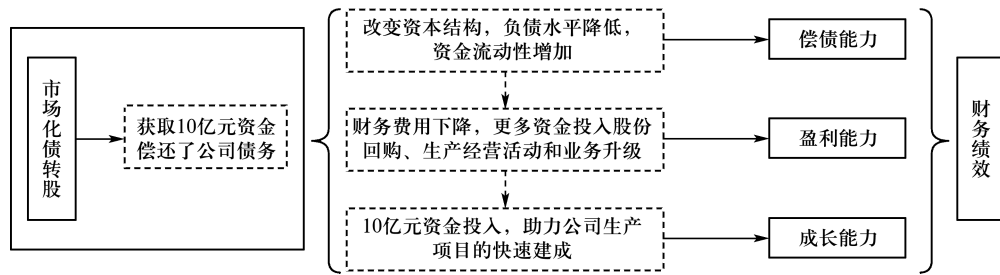 市场化债转股
获取10亿元资金
偿还了公司债务
改变资本结构，负债水平降低，
资金流动性增加
财务费用下降，更多资金投入股份
回购、生产经营活动和业务升级
10亿元资金投入，助力公司生产
项目的快速建成
偿债能力
盈利能力
成长能力
财务绩效